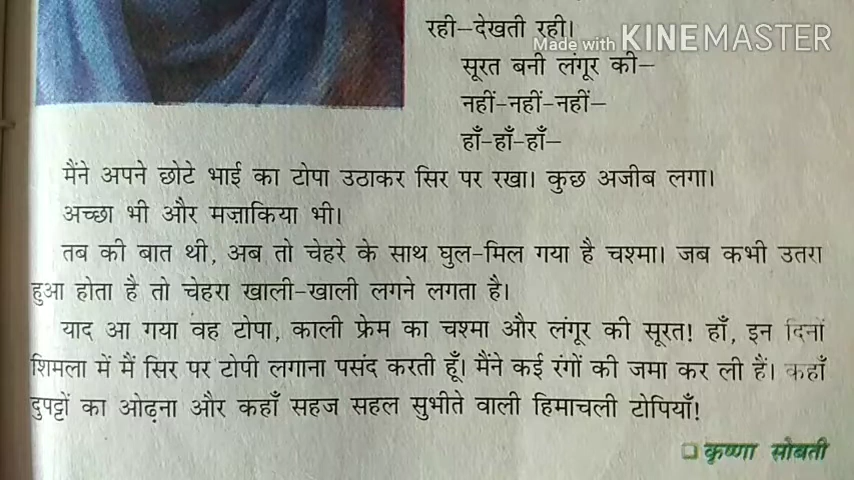 रही–देखती रही।
Made with KINEMASTER
सूरत बनी लंगूर की–
नहीं-नहीं-नहीं–
हाँ-हाँ-हाँ–
मैंने अपने छोटे भाई का टोपा उठाकर सिर पर रखा। कुछ अजीब लगा।
अच्छा भी और मज़ाकिया भी।
तब की बात थी, अब तो चेहरे के साथ घुल-मिल गया है चश्मा। जब कभी उतरा
हुआ होता है तो चेहरा खाली-खाली लगने लगता है।
याद आ गया वह टोपा, काली फ्रेम का चश्मा और लंगूर की सूरत! हाँ, इन दिनों
शिमला में मैं सिर पर टोपी लगाना पसंद करती हूँ। मैंने कई रंगों की जमा कर ली हैं। कहाँ
दुपट्टों का ओढ़ना और कहाँ सहज सहल सुभीते वाली हिमाचली टोपियाँ!
कृष्णा सोबती